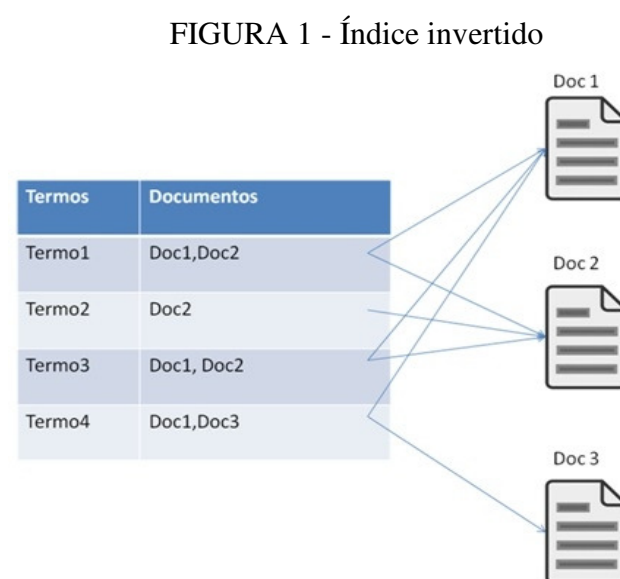 FIGURA 1 - Índice invertido
Doc 1
Termos Documentos
Termo1 Doc1,Doc2
Doc 2
Termo2 Doc2
Termo3 Doc1, Doc2
Termo4 Doc1,Doc3
Doc 3